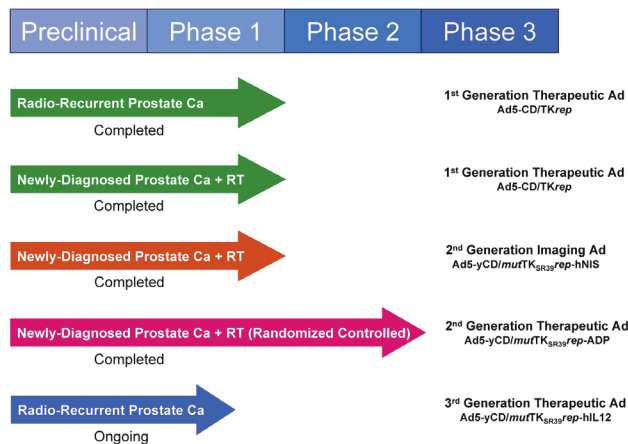 Preclinical Phase 1 Phase 2 Phase 3
Radio-Recurrent Prostate Ca
Completed
1st Generation Therapeutic Ad
Ad5-CD/TKrep
Newly-Diagnosed Prostate Ca + RT
Completed
1st Generation Therapeutic Ad
Ad5-CD/TKrep
Newly-Diagnosed Prostate Ca + RT
Completed
2nd Generation Imaging Ad
Ad5-yCD/mutTKSR39rep-hNIS
Newly-Diagnosed Prostate Ca + RT (Randomized Controlled)
Completed
2nd Generation Therapeutic Ad
Ad5-yCD/mutTKSR39rep-ADP
Radio-Recurrent Prostate Ca
Ongoing
3rd Generation Therapeutic Ad
Ad5-yCD/mutTKSR39rep-hIL12